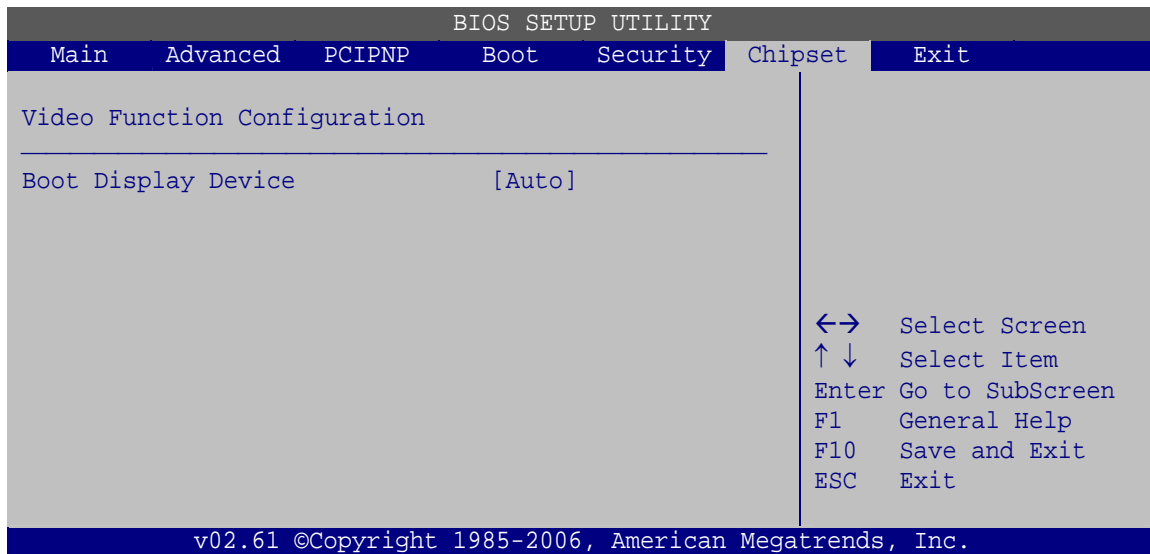 BIOS SETUP UTILITY
Main Advanced PCIPNP Boot Security Chipset Exit
Video Function Configuration
Boot Display Device [Auto]
←→ Select Screen
↑ ↓ Select Item
Enter Go to SubScreen
F1 General Help
F10 Save and Exit
ESC Exit
v02.61 ©Copyright 1985-2006, American Megatrends, Inc.